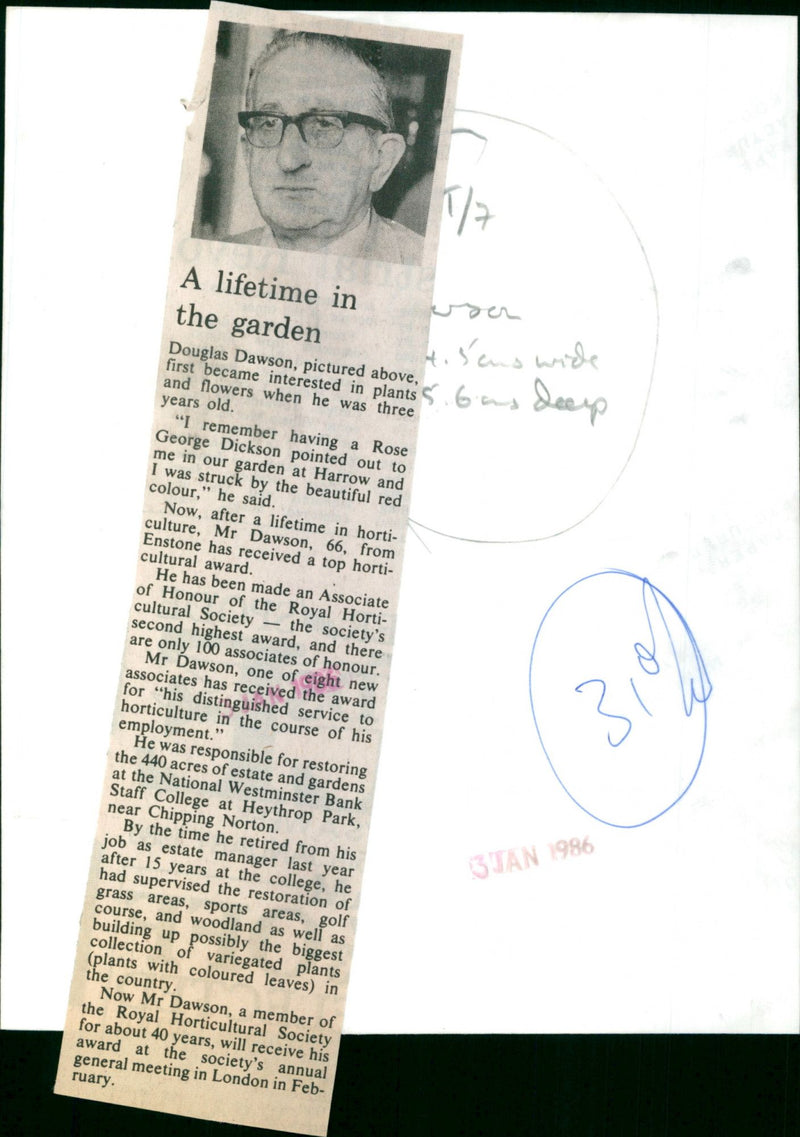 A lifetime in
the garden
Douglas Dawson, pictured above,
first became interested in plants
and flowers when he was three
years old.
"I remember having a Rose
George Dickson pointed out to
me in our garden at Harrow and
I was struck by the beautiful red
colour," he said.
Now, after a lifetime in horti-
culture, Mr Dawson, 66, from
Enstone has received a top horti-
cultural award.
He has been made an Associate
of Honour of the Royal Horti-
cultural Society — the society's
second highest award, and there
are only 100 associates of honour.
Mr Dawson, one of eight new
associates has received the award
for "his distinguished service to
horticulture in the course of his
employment."
He was responsible for restoring
the 440 acres of estate and gardens
at the National Westminster Bank
Staff College at Heythrop Park,
near Chipping Norton.
By the time he retired from his
job as estate manager last year
after 15 years at the college, he
had supervised the restoration of
grass areas, sports areas, golf
course, and woodland as well as
building up possibly the biggest
collection of variegated plants
(plants with coloured leaves) in
the country.
Now Mr Dawson, a member of
the Royal Horticultural Society
for about 40 years, will receive his
award at the society's annual
general meeting in London in Feb-
ruary.
T/7
wson
4.5cms wide
5.6cms deep
3 JAN 1986